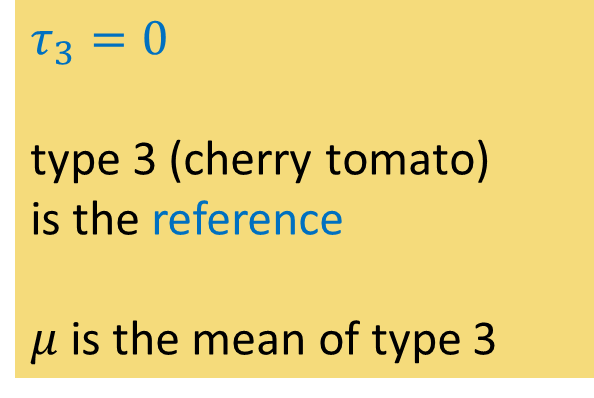 τ₃ = 0
type 3 (cherry tomato)
is the reference
μ is the mean of type 3